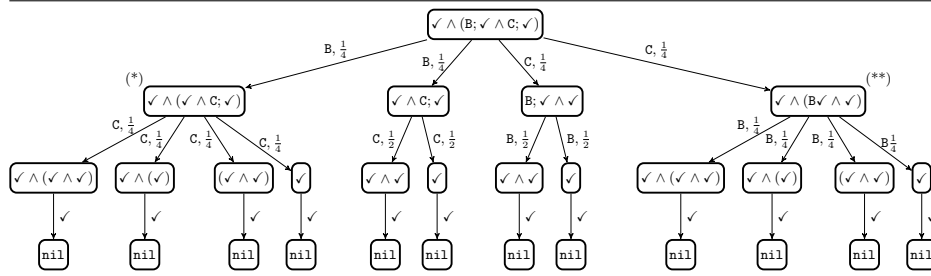 ✓ ∧ (B; ✓ ∧ C; ✓)
B, 1/4 B, 1/4 C, 1/4 C, 1/4
(*) (**)
✓ ∧ (✓ ∧ C; ✓) ✓ ∧ C; ✓ B; ✓ ∧ ✓ ✓ ∧ (B✓ ∧ ✓)
C, 1/4 C, 1/4 C, 1/4 C, 1/4 C, 1/2 C, 1/2 B, 1/2 B, 1/2 B, 1/4 B, 1/4 B, 1/4 B 1/4
✓ ∧ (✓ ∧ ✓) ✓ ∧ (✓) (✓ ∧ ✓) ✓ ✓ ∧ ✓ ✓ ✓ ∧ ✓ ✓ ✓ ∧ (✓ ∧ ✓) ✓ ∧ (✓) (✓ ∧ ✓) ✓
✓ ✓ ✓ ✓ ✓ ✓ ✓ ✓ ✓ ✓ ✓ ✓
nil nil nil nil nil nil nil nil nil nil nil nil